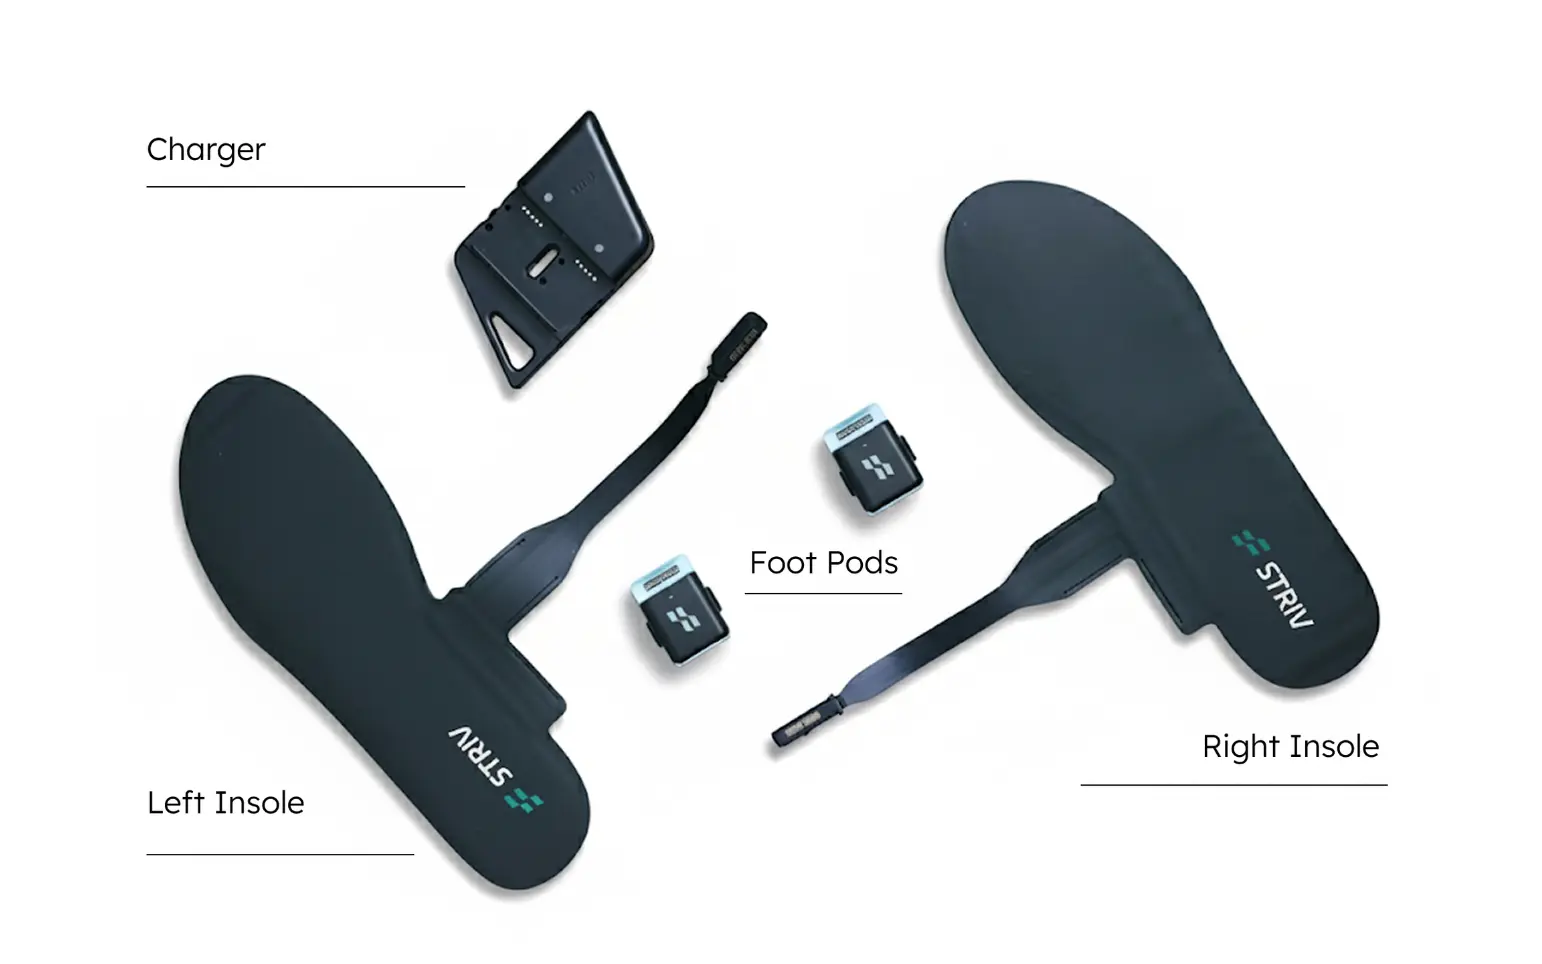 Charger
Foot Pods
STRIV
Right Insole
STRIV
Left Insole